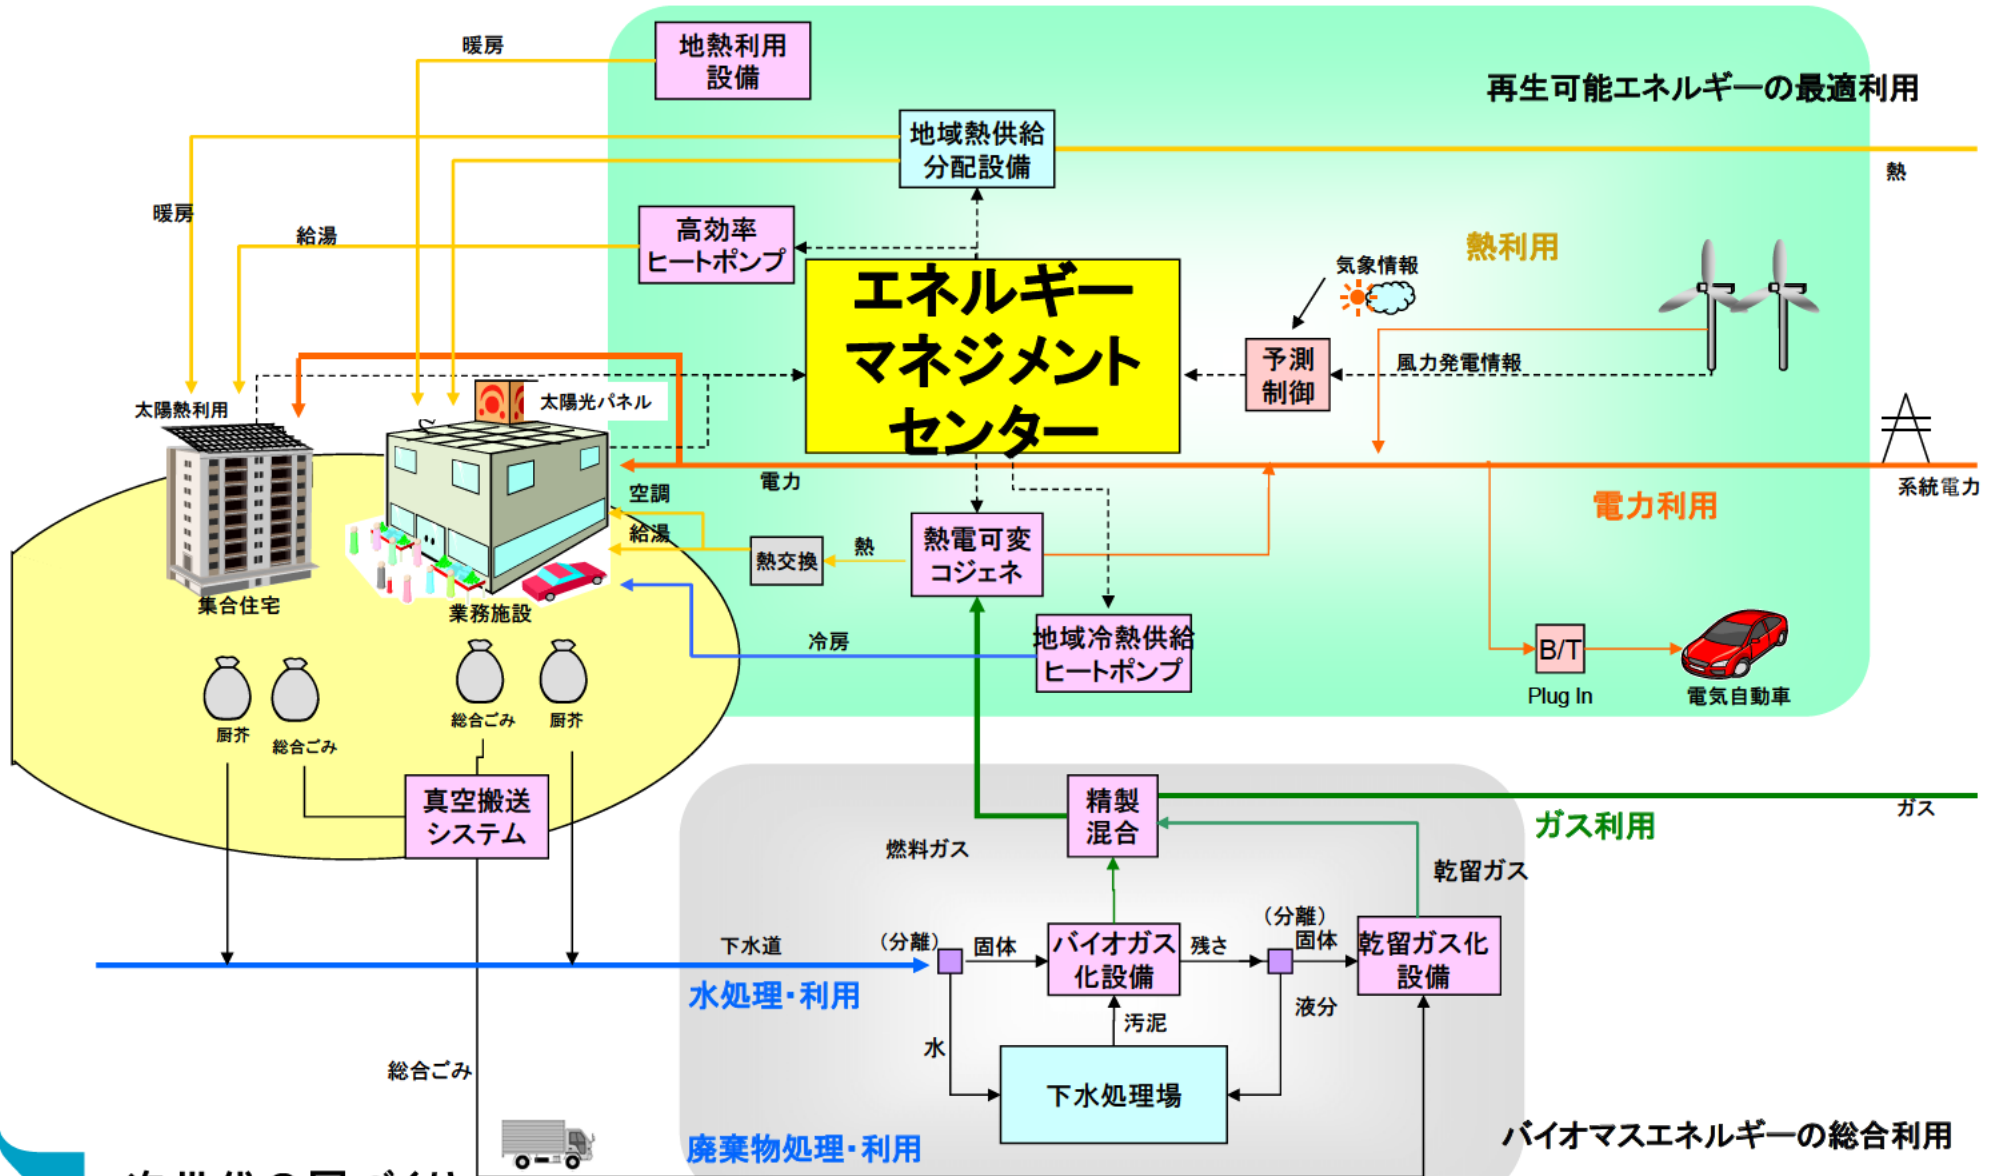 暖房
地熱利用
設備
再生可能エネルギーの最適利用
地域熱供給
分配設備
熱
暖房
給湯
高効率
ヒートポンプ
熱利用
気象情報
エネルギー
マネジメント
センター
予測
制御
風力発電情報
太陽熱利用
太陽光パネル
電力
系統電力
電力利用
空調
給湯
熱交換
熱
熱電可変
コジェネ
集合住宅
業務施設
冷房
地域冷熱供給
ヒートポンプ
B/T
Plug In
電気自動車
厨芥
総合ごみ
総合ごみ
厨芥
真空搬送
システム
精製
混合
ガス
ガス利用
燃料ガス
乾留ガス
下水道
(分離)
固体
バイオガス
化設備
残さ
(分離)
固体
乾留ガス化
設備
水処理・利用
汚泥
液分
水
総合ごみ
下水処理場
廃棄物処理・利用
バイオマスエネルギーの総合利用